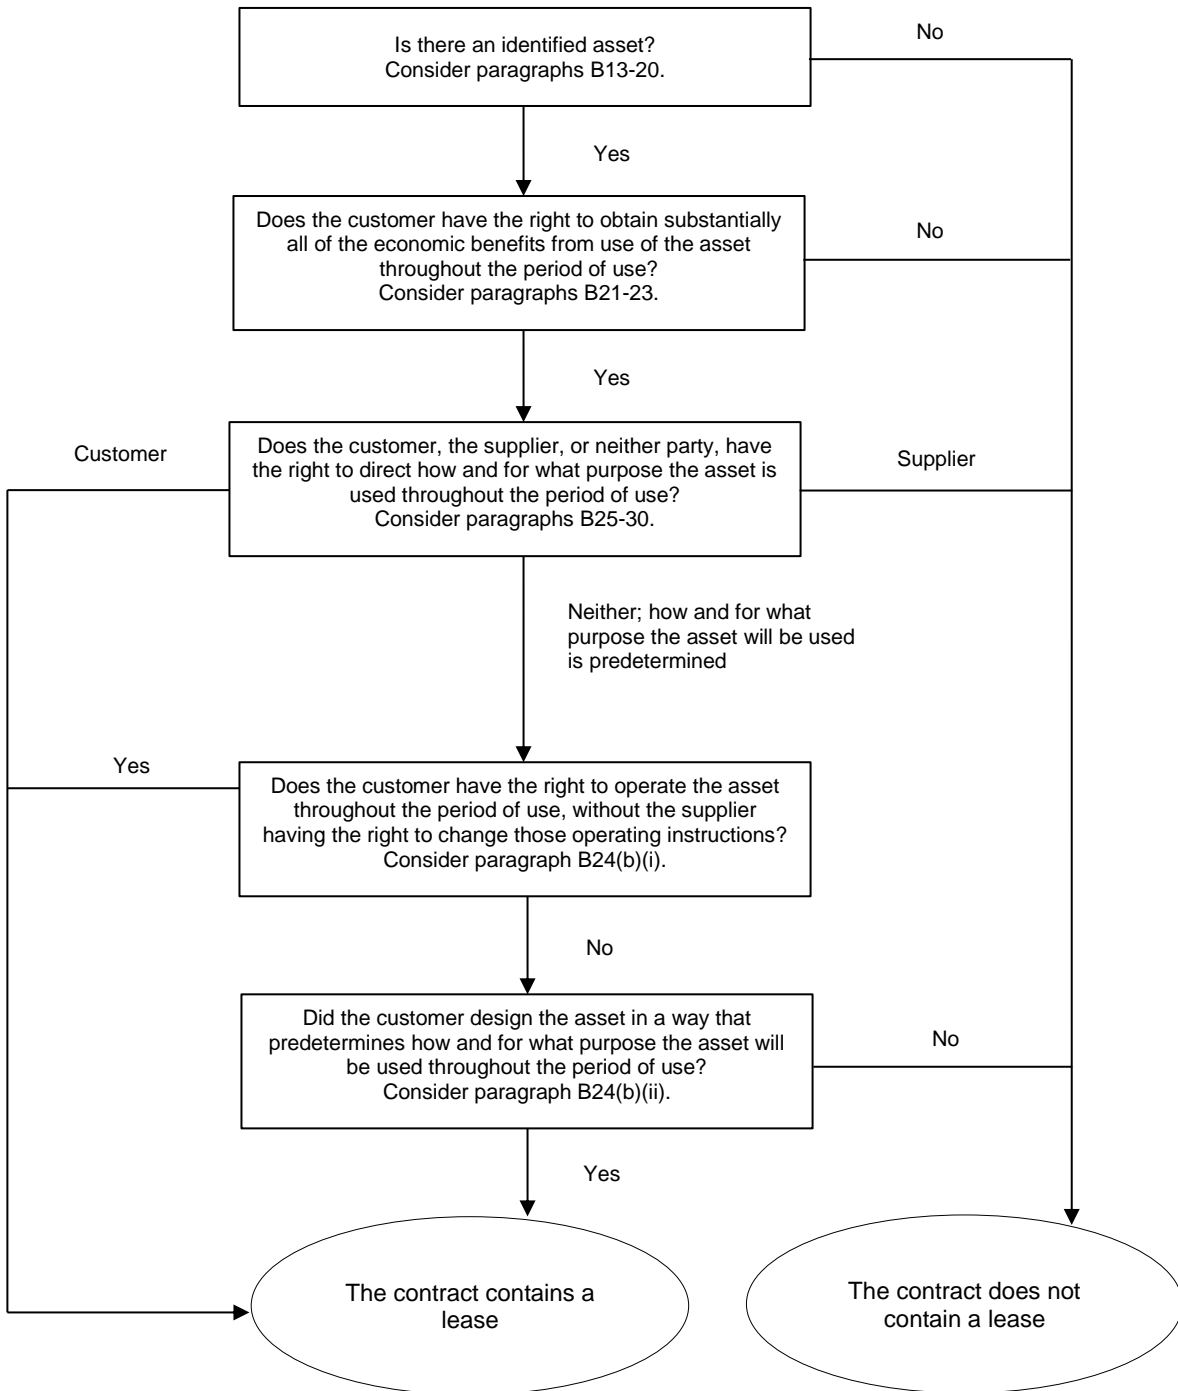 Is there an identified asset?
Consider paragraphs B13-20.
No
Yes
Does the customer have the right to obtain substantially
all of the economic benefits from use of the asset
throughout the period of use?
Consider paragraphs B21-23.
No
Yes
Customer
Does the customer, the supplier, or neither party, have
the right to direct how and for what purpose the asset is
used throughout the period of use?
Consider paragraphs B25-30.
Supplier
Neither; how and for what
purpose the asset will be used
is predetermined
Yes
Does the customer have the right to operate the asset
throughout the period of use, without the supplier
having the right to change those operating instructions?
Consider paragraph B24(b)(i).
No
Did the customer design the asset in a way that
predetermines how and for what purpose the asset will
be used throughout the period of use?
Consider paragraph B24(b)(ii).
No
Yes
The contract contains a
lease
The contract does not
contain a lease